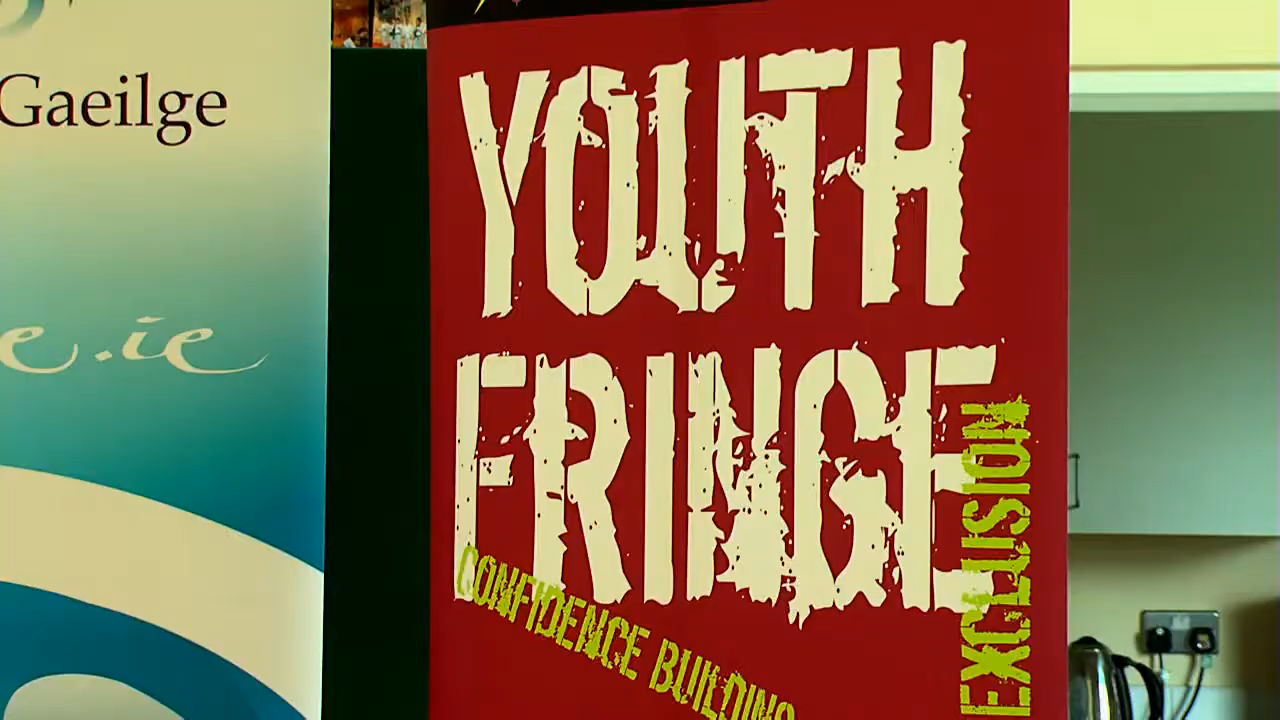 Gaeilge
e.ie
YOUTH
FRINGE
EXCLUSION
CONFIDENCE BUILDING